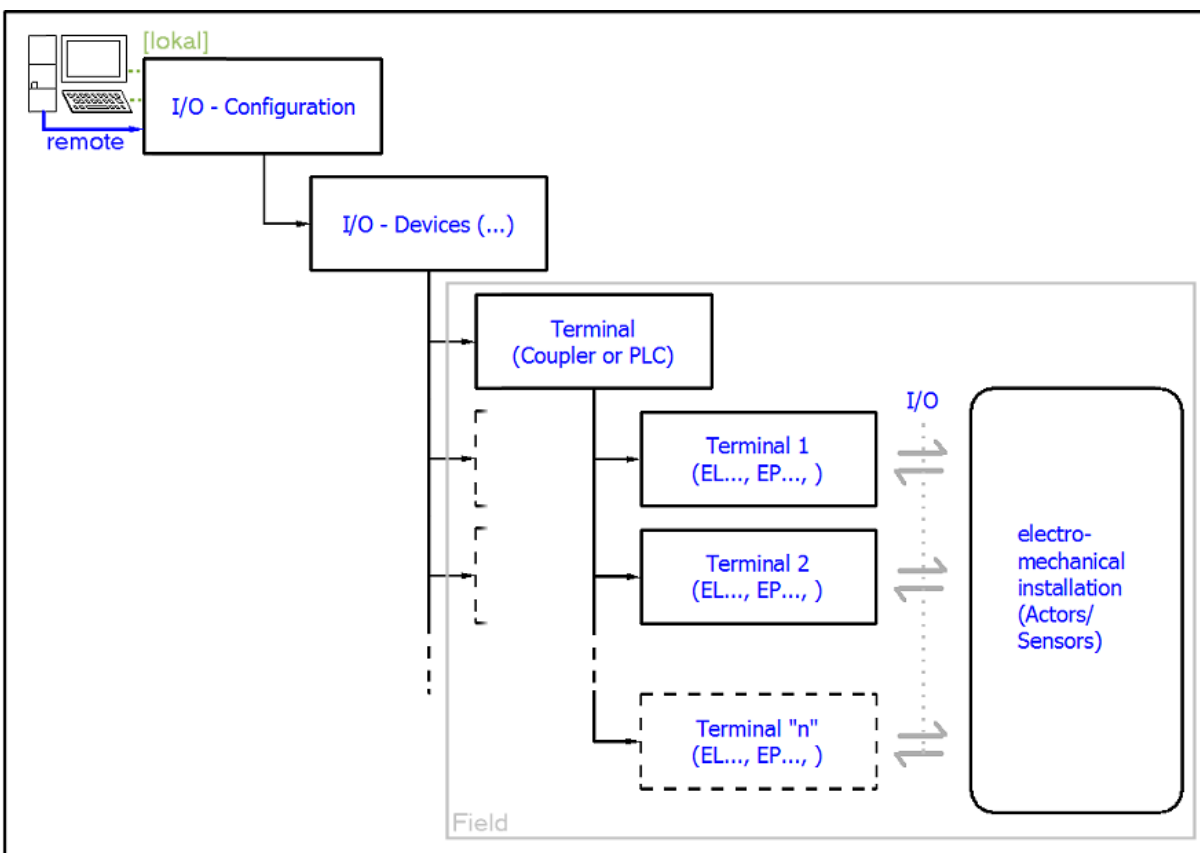 [lokal]
I/O - Configuration
remote
I/O - Devices (...)
Terminal
(Coupler or PLC)
I/O
Terminal 1
(EL..., EP..., )
Terminal 2
(EL..., EP..., )
electro-
mechanical
installation
(Actors/
Sensors)
Terminal "n"
(EL..., EP..., )
Field